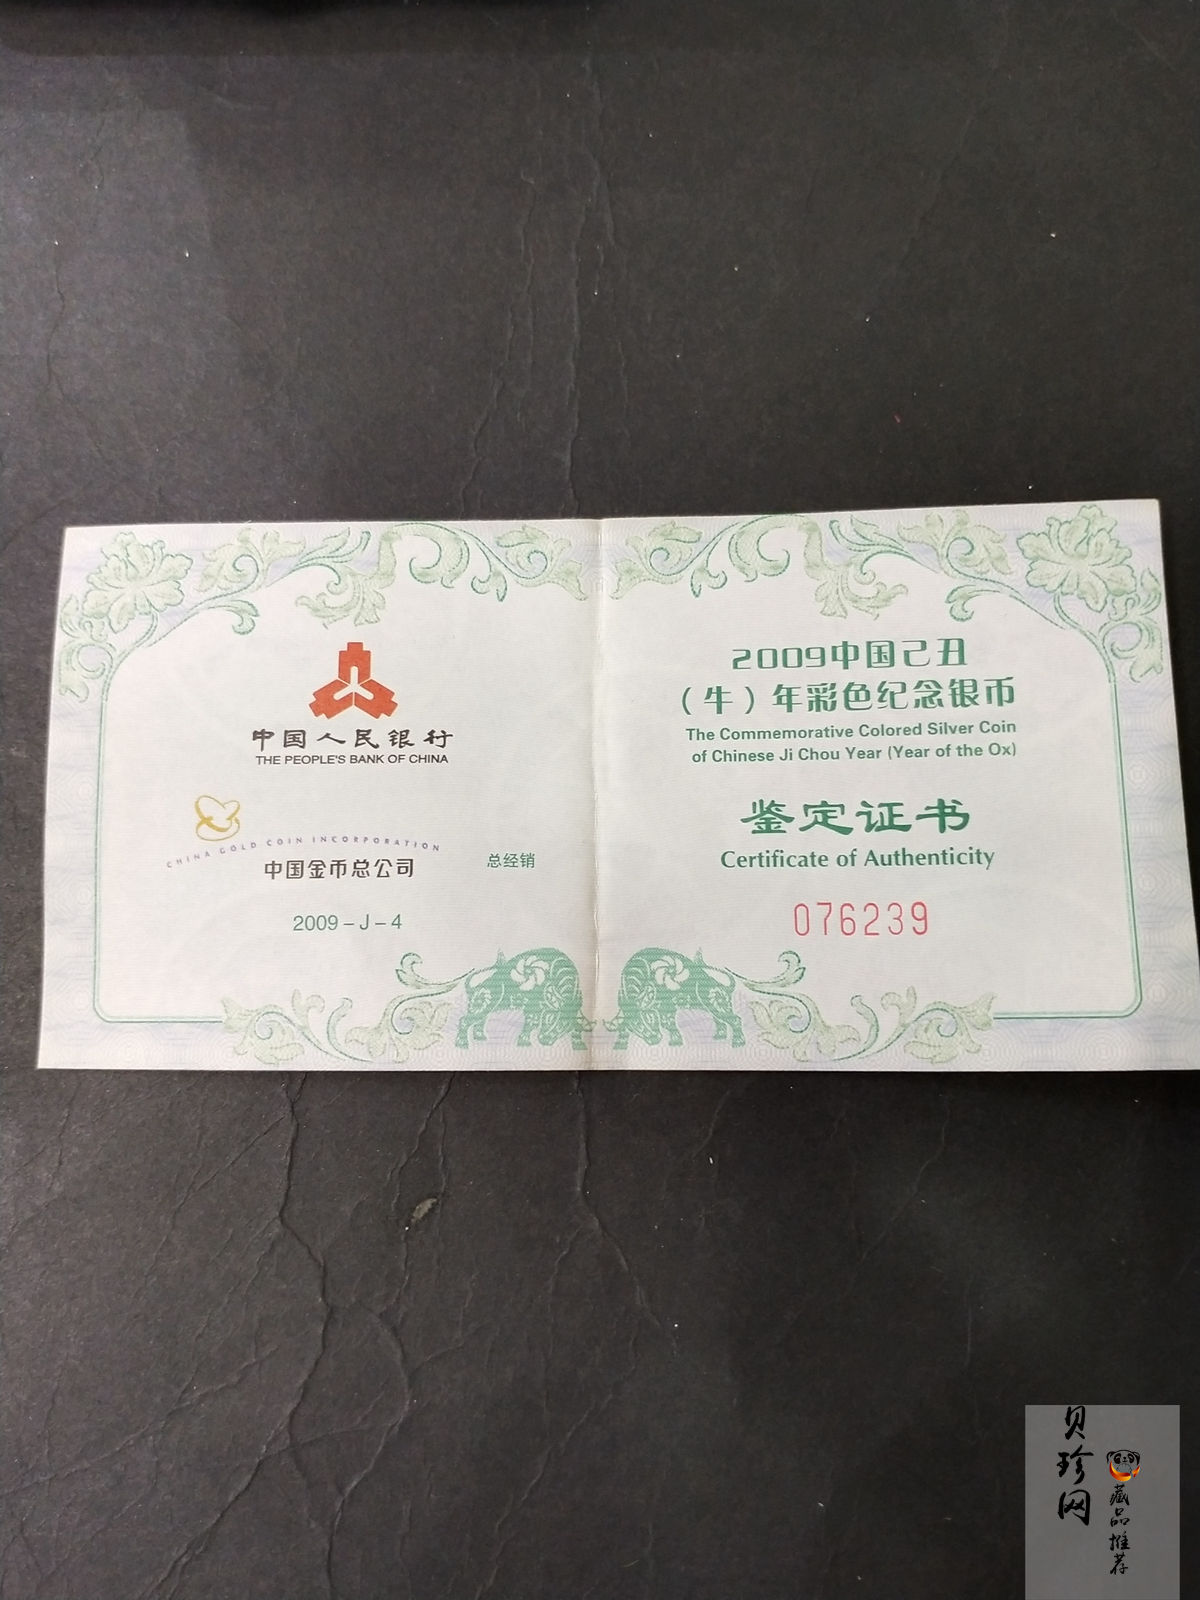 中国人民银行
THE PEOPLE'S BANK OF CHINA
CHINA GOLD COIN INCORPORATION
中国金币总公司
总经销
2009-J-4
2009中国己丑
（牛）年彩色纪念银币
The Commemorative Colored Silver Coin
of Chinese Ji Chou Year (Year of the Ox)
鉴定证书
Certificate of Authenticity
076239
贝珍网
藏品推荐